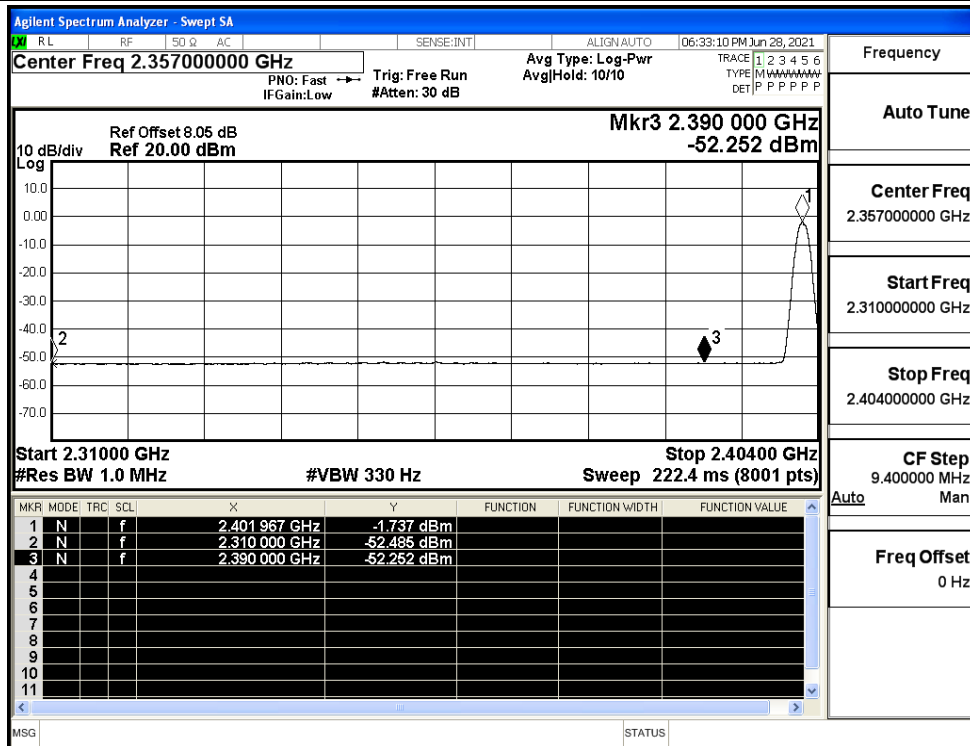 Agilent Spectrum Analyzer - Swept SA
LXI RL RF 50 Ω AC SENSE:INT ALIGN AUTO 06:33:10 PM Jun 28, 2021
Center Freq 2.357000000 GHz
PNO: Fast
IFGain:Low
Trig: Free Run
#Atten: 30 dB
Avg Type: Log-Pwr
Avg|Hold: 10/10
TRACE 1 2 3 4 5 6
TYPE M WWWWW
DET P P P P P P
Ref Offset 8.05 dB
10 dB/div Ref 20.00 dBm
Log
Mkr3 2.390 000 GHz
-52.252 dBm
10.0
0.00
-10.0
-20.0
-30.0
-40.0
-50.0
-60.0
-70.0
1
2
3
Start 2.31000 GHz Stop 2.40400 GHz
#Res BW 1.0 MHz #VBW 330 Hz Sweep 222.4 ms (8001 pts)
MKR MODE TRC SCL X Y FUNCTION FUNCTION WIDTH FUNCTION VALUE
1 N f 2.401 967 GHz -1.737 dBm
2 N f 2.310 000 GHz -52.485 dBm
3 N f 2.390 000 GHz -52.252 dBm
4
5
6
7
8
9
10
11
MSG STATUS
Frequency
Auto Tune
Center Freq
2.357000000 GHz
Start Freq
2.310000000 GHz
Stop Freq
2.404000000 GHz
CF Step
9.400000 MHz
Auto Man
Freq Offset
0 Hz